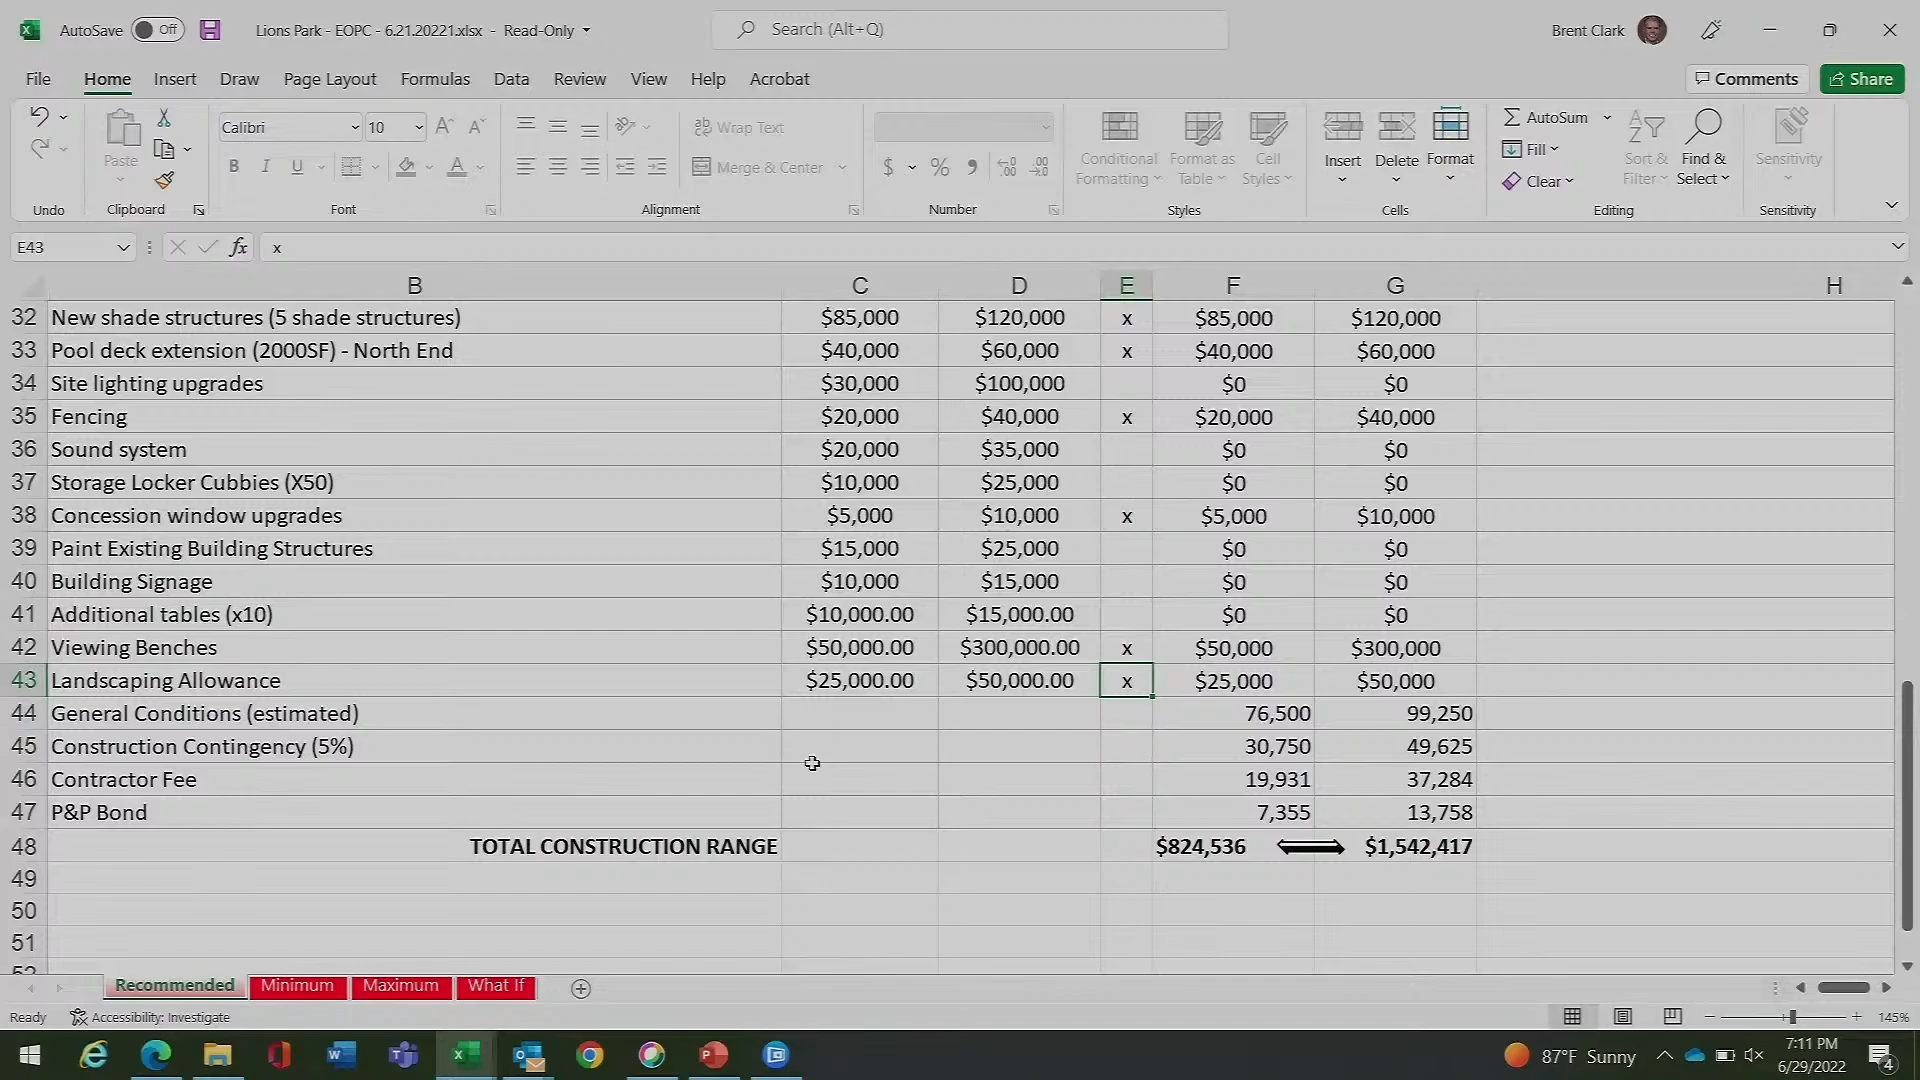 AutoSave Off Lions Park - EOPC - 6.21.20221.xlsx - Read-Only Search (Alt+Q) Brent Clark
File Home Insert Draw Page Layout Formulas Data Review View Help Acrobat Comments Share
Calibri 10 Wrap Text AutoSum
Paste Conditional Formatting Format as Table Cell Styles Insert Delete Format Fill Sort & Filter Find & Select Sensitivity
B I U Merge & Center $ % Clear
Undo Clipboard Font Alignment Number Styles Cells Editing Sensitivity
E43 fx x
B C D E F G H
32 New shade structures (5 shade structures) $85,000 $120,000 x $85,000 $120,000
33 Pool deck extension (2000SF) - North End $40,000 $60,000 x $40,000 $60,000
34 Site lighting upgrades $30,000 $100,000 $0 $0
35 Fencing $20,000 $40,000 x $20,000 $40,000
36 Sound system $20,000 $35,000 $0 $0
37 Storage Locker Cubbies (X50) $10,000 $25,000 $0 $0
38 Concession window upgrades $5,000 $10,000 x $5,000 $10,000
39 Paint Existing Building Structures $15,000 $25,000 $0 $0
40 Building Signage $10,000 $15,000 $0 $0
41 Additional tables (x10) $10,000.00 $15,000.00 $0 $0
42 Viewing Benches $50,000.00 $300,000.00 x $50,000 $300,000
43 Landscaping Allowance $25,000.00 $50,000.00 x $25,000 $50,000
44 General Conditions (estimated) 76,500 99,250
45 Construction Contingency (5%) 30,750 49,625
46 Contractor Fee 19,931 37,284
47 P&P Bond 7,355 13,758
48 TOTAL CONSTRUCTION RANGE $824,536 $1,542,417
49
50
51
52
Recommended Minimum Maximum What If
Ready Accessibility: Investigate 145%
87°F Sunny 7:11 PM
6/29/2022 4